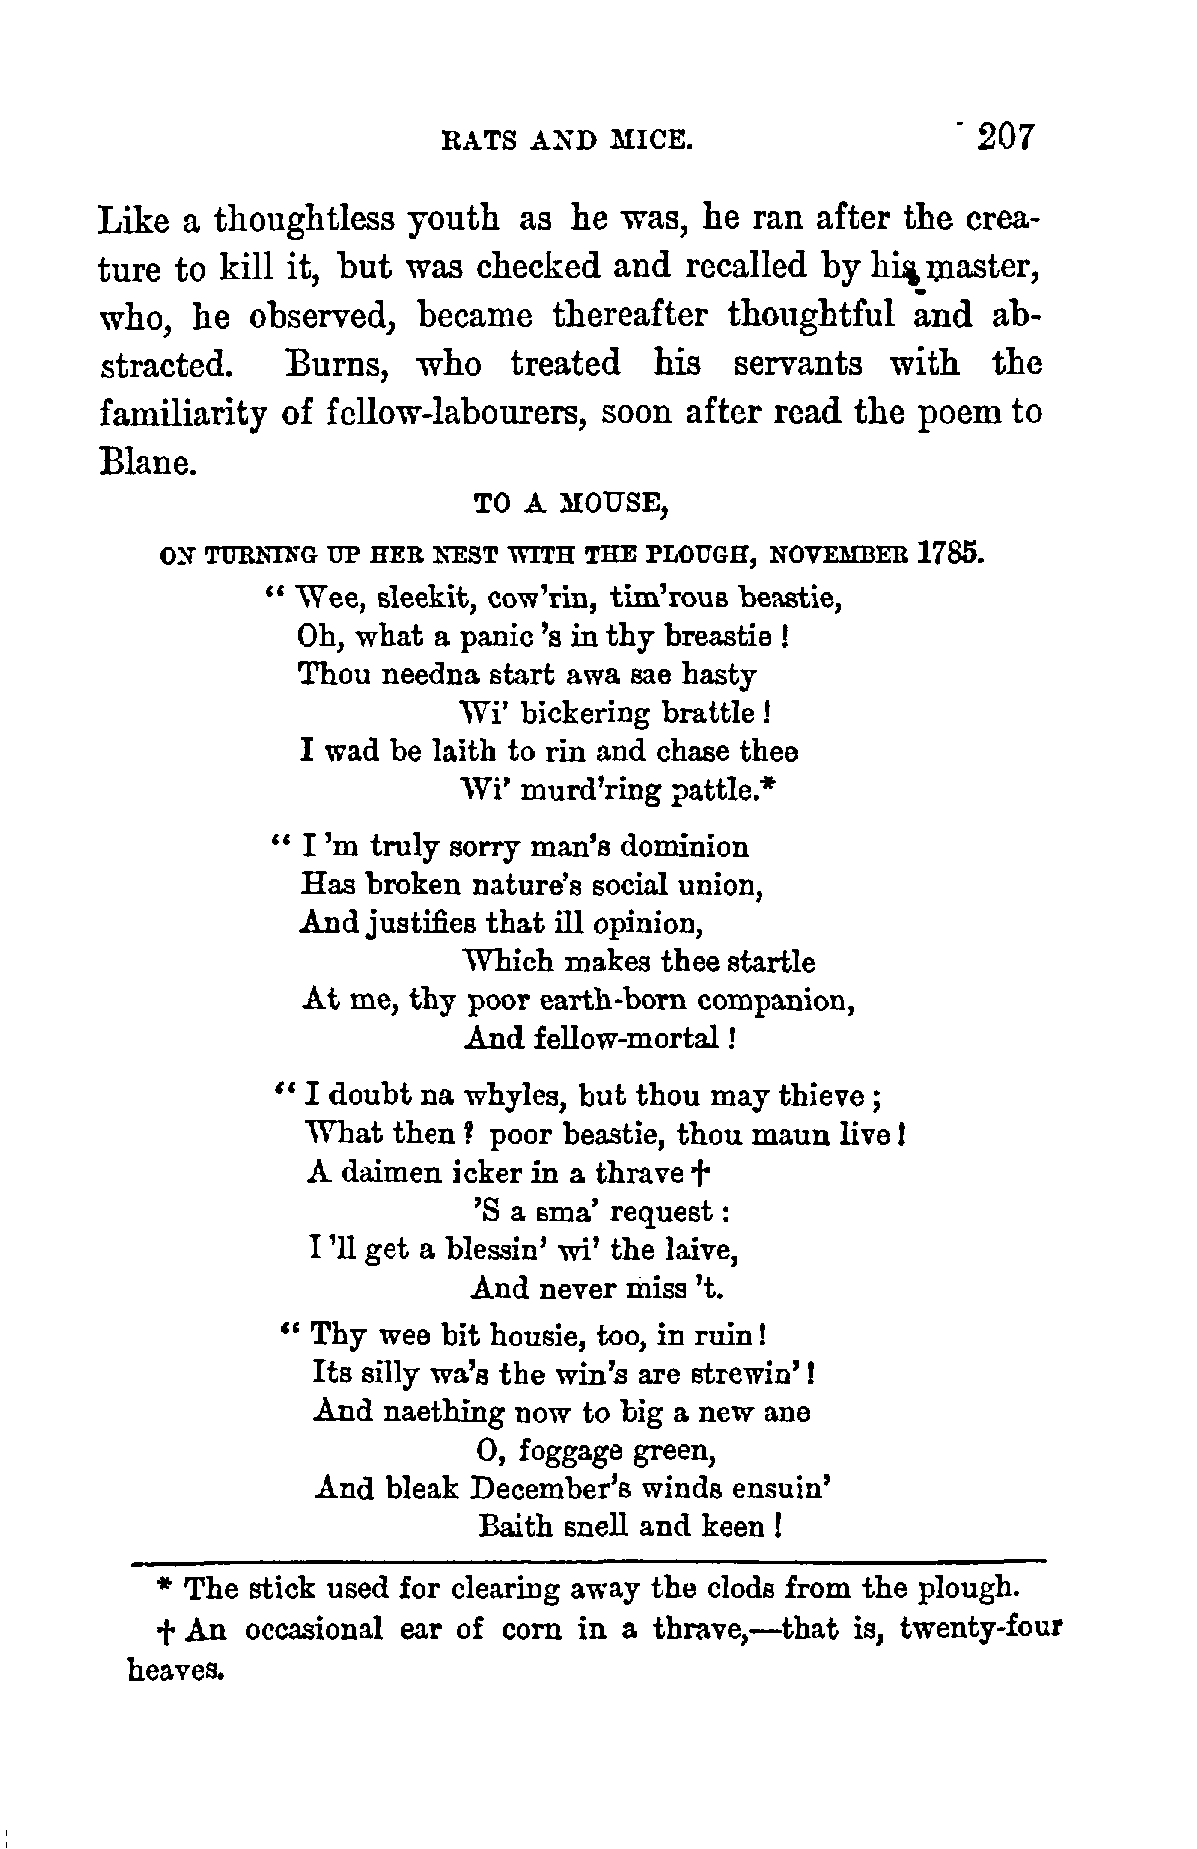 RATS AND MICE. 207
Like a thoughtless youth as he was, he ran after the crea-
ture to kill it, but was checked and recalled by his master,
who, he observed, became thereafter thoughtful and ab-
stracted. Burns, who treated his servants with the
familiarity of fellow-labourers, soon after read the poem to
Blane.
TO A MOUSE,
ON TURNING UP HER NEST WITH THE PLOUGH, NOVEMBER 1785.
“ Wee, sleekit, cow’rin, tim’rous beastie,
Oh, what a panic ’s in thy breastie !
Thou needna start awa sae hasty
Wi’ bickering brattle !
I wad be laith to rin and chase thee
Wi’ murd’ring pattle.*
“ I ’m truly sorry man’s dominion
Has broken nature’s social union,
And justifies that ill opinion,
Which makes thee startle
At me, thy poor earth-born companion,
And fellow-mortal !
“ I doubt na whyles, but thou may thieve ;
What then ? poor beastie, thou maun live !
A daimen icker in a thrave †
’S a sma’ request :
I ’ll get a blessin’ wi’ the laive,
And never miss ’t.
“ Thy wee bit housie, too, in ruin !
Its silly wa’s the win’s are strewin’ !
And naething now to big a new ane
O, foggage green,
And bleak December’s winds ensuin’
Baith snell and keen !
* The stick used for clearing away the clods from the plough.
† An occasional ear of corn in a thrave,—that is, twenty-four
heaves.